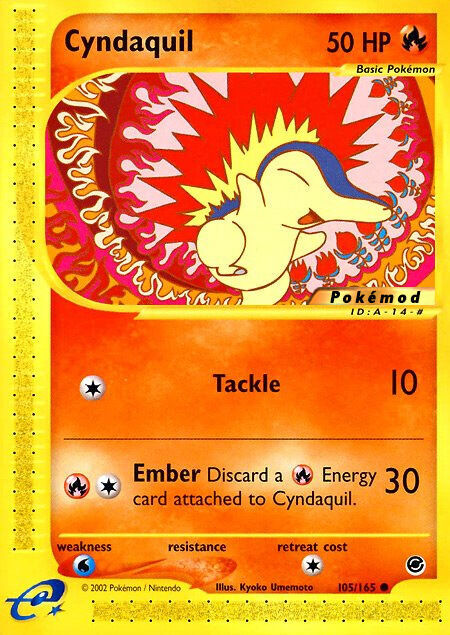 Cyndaquil 50 HP
Basic Pokémon
Pokémod
ID:A-14-#
Tackle 10
Ember Discard a Energy 30
card attached to Cyndaquil.
weakness resistance retreat cost
© 2002 Pokémon / Nintendo Illus. Kyoko Umemoto 105/165
e